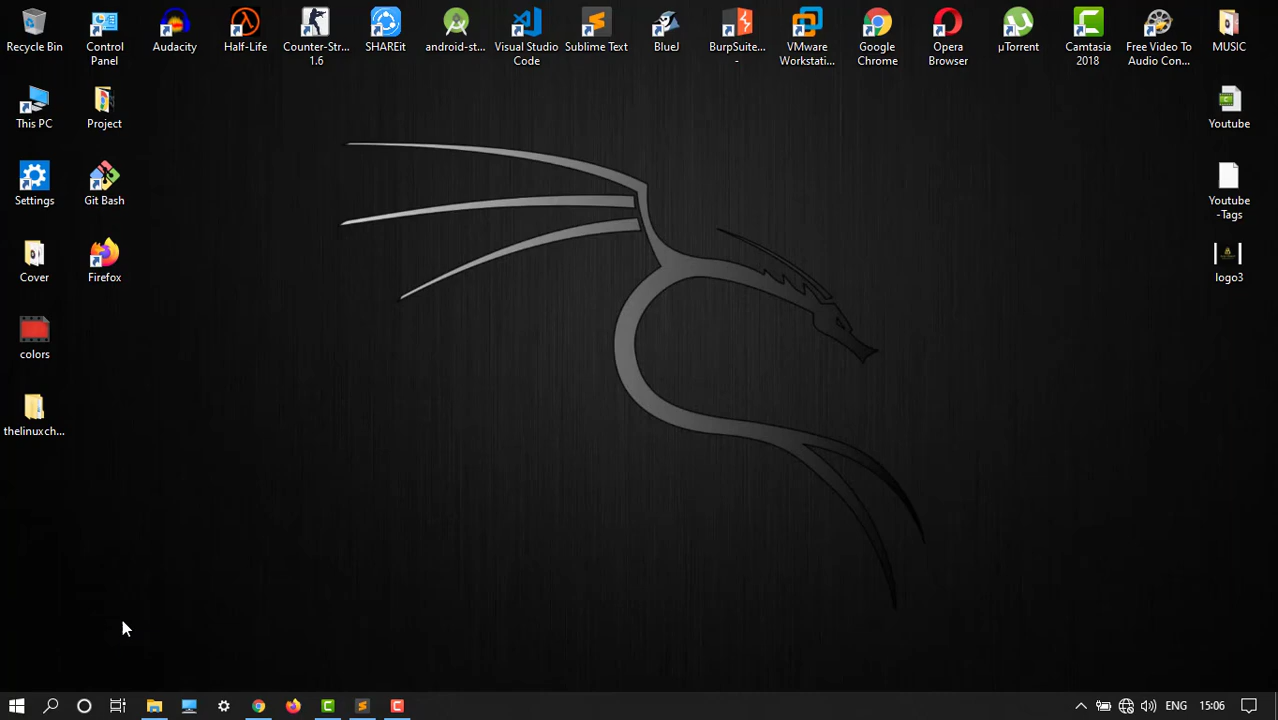 Recycle Bin
Control
Panel
Audacity
Half-Life
Counter-Str...
1.6
SHAREit
android-st...
Visual Studio
Code
Sublime Text
BlueJ
BurpSuite...
-
VMware
Workstati...
Google
Chrome
Opera
Browser
µTorrent
Camtasia
2018
Free Video To
Audio Con...
MUSIC
This PC
Project
Youtube
Settings
Git Bash
Youtube
-Tags
Cover
Firefox
logo3
colors
thelinuxch...
ENG
15:06